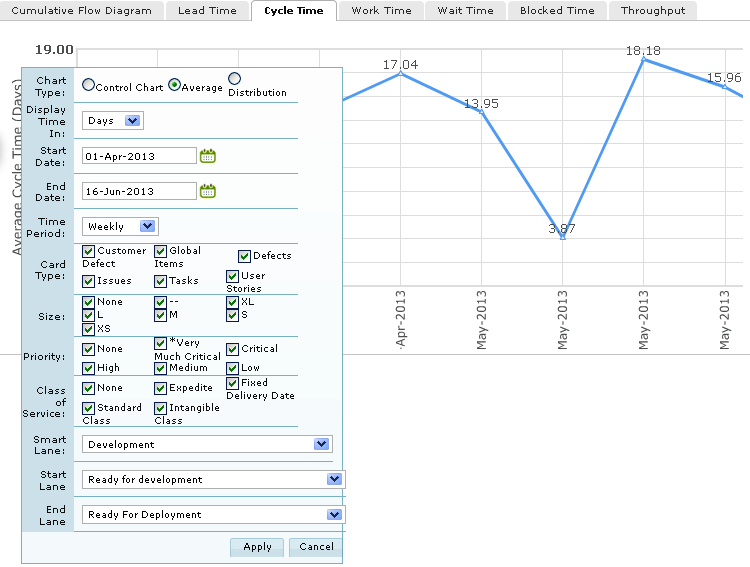 Cumulative Flow Diagram Lead Time Cycle Time Work Time Wait Time Blocked Time Throughput
19.00
17.04
13.95
3.87
18.18
15.96
Average Cycle Time (Days)
-Apr-2013
May-2013
May-2013
May-2013
May-2013
Chart Type: Control Chart Average Distribution
Display Time In: Days
Start Date: 01-Apr-2013
End Date: 16-Jun-2013
Time Period: Weekly
Card Type: Customer Defect Global Items Defects
Issues Tasks User Stories
Size: None -- XL
L M S
XS
Priority: None *Very Much Critical Critical
High Medium Low
Class of Service: None Expedite Fixed Delivery Date
Standard Class Intangible Class
Smart Lane: Development
Start Lane Ready for development
End Lane Ready For Deployment
Apply Cancel